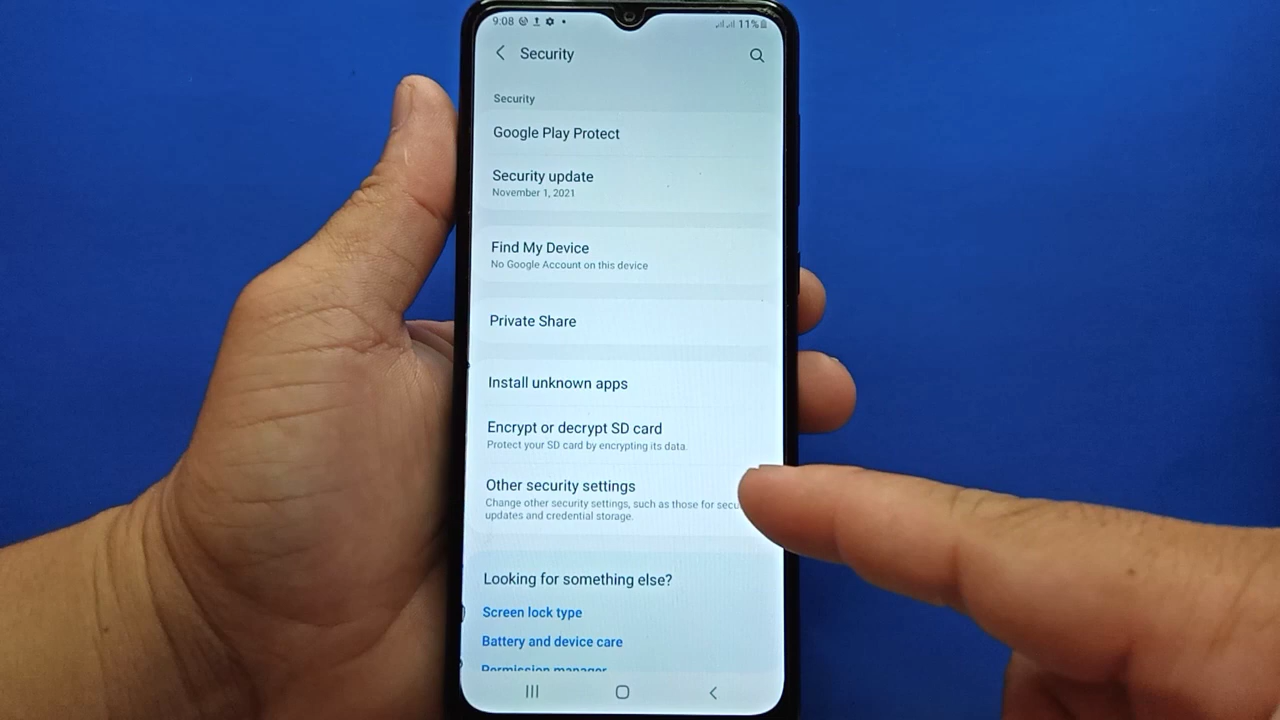 9:08
11%
Security
Security
Google Play Protect
Security update
November 1, 2021
Find My Device
No Google Account on this device
Private Share
Install unknown apps
Encrypt or decrypt SD card
Protect your SD card by encrypting its data.
Other security settings
Change other security settings, such as those for secu
updates and credential storage.
Looking for something else?
Screen lock type
Battery and device care
Permission manager